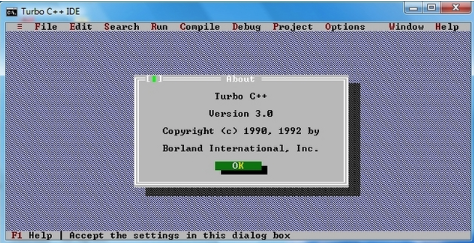 Turbo C++ IDE
≡ File Edit Search Run Compile Debug Project Options Window Help
About
Turbo C++
Version 3.0
Copyright (c) 1990, 1992 by
Borland International, Inc.
OK
F1 Help | Accept the settings in this dialog box